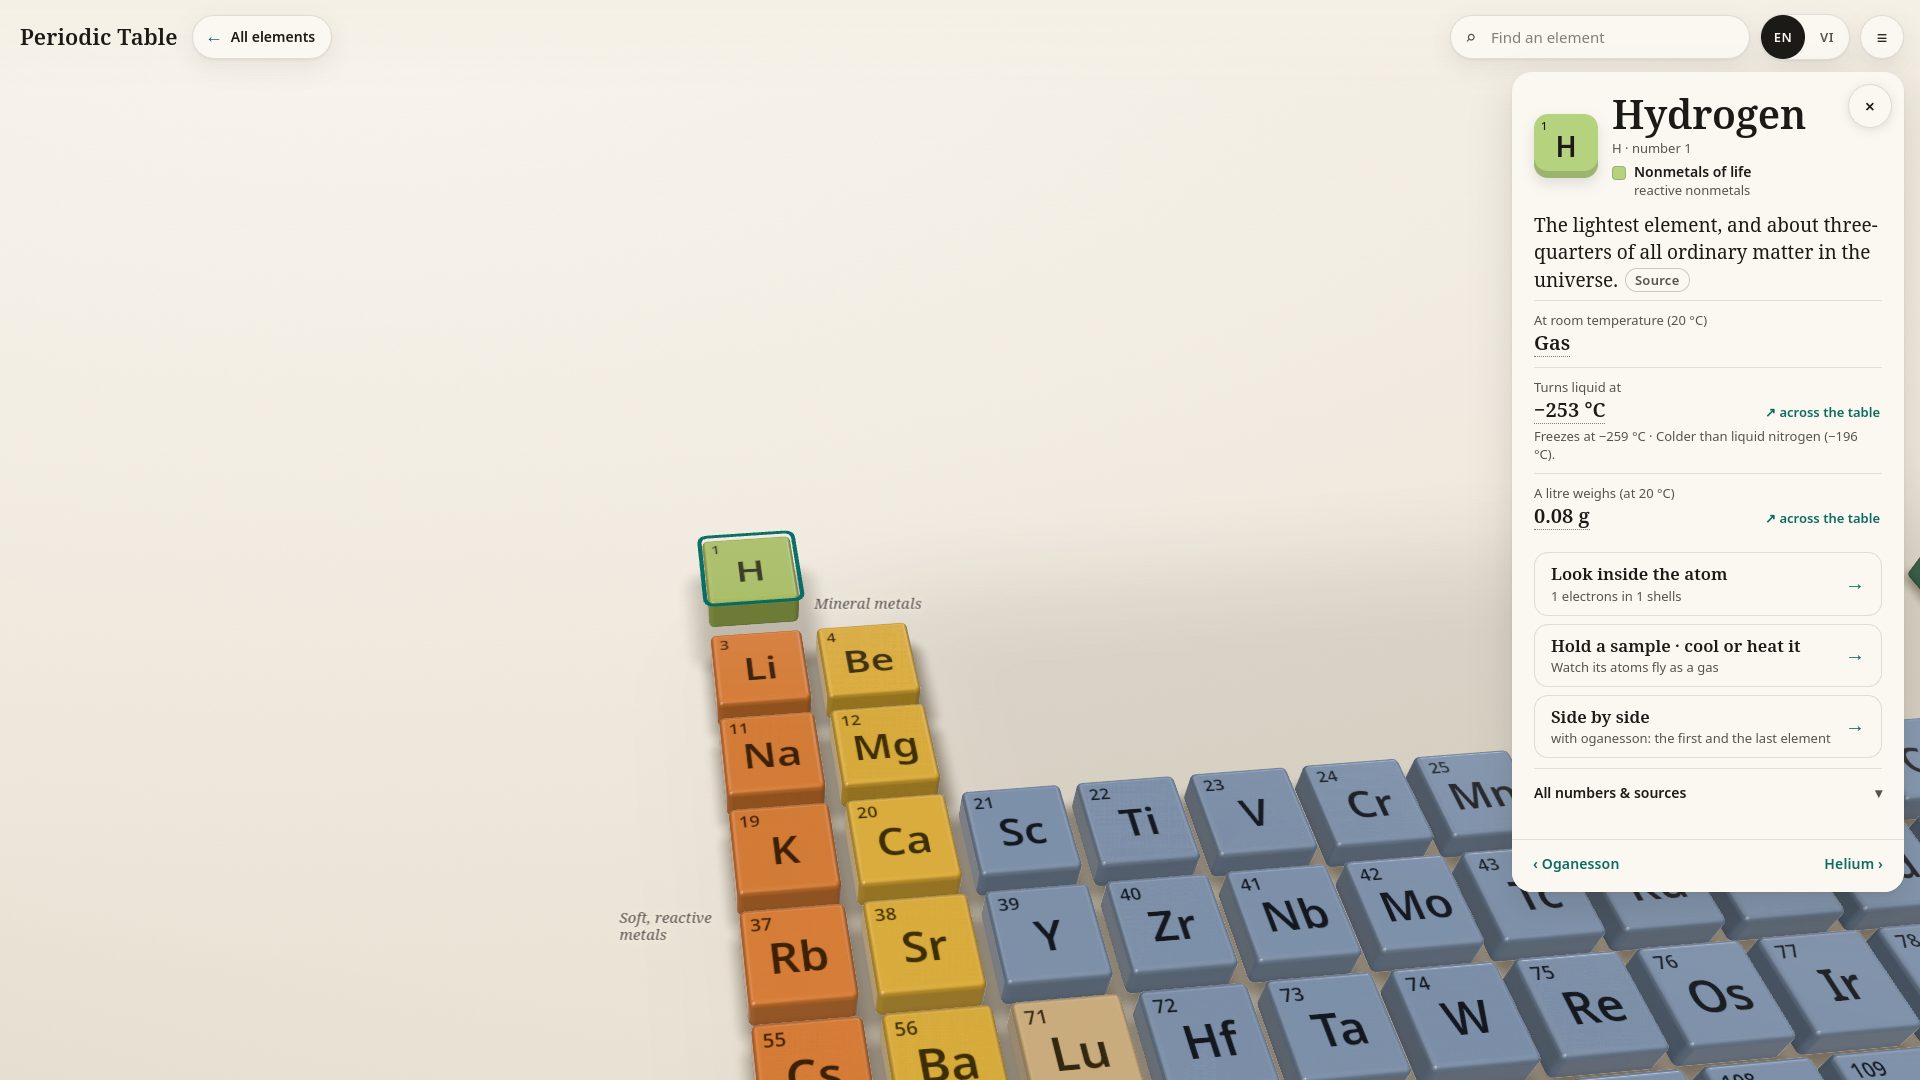 Periodic Table
← All elements
Find an element
EN
VI
≡
×
1
H
Hydrogen
H · number 1
Nonmetals of life
reactive nonmetals
The lightest element, and about three-
quarters of all ordinary matter in the
universe. Source
At room temperature (20 °C)
Gas
Turns liquid at
−253 °C
↗ across the table
Freezes at −259 °C · Colder than liquid nitrogen (−196
°C).
A litre weighs (at 20 °C)
0.08 g
↗ across the table
Look inside the atom
1 electrons in 1 shells
→
Hold a sample · cool or heat it
Watch its atoms fly as a gas
→
Side by side
with oganesson: the first and the last element
→
All numbers & sources
▾
‹ Oganesson
Helium ›
1
H
Mineral metals
3
Li
4
Be
11
Na
12
Mg
19
K
20
Ca
21
Sc
22
Ti
23
V
24
Cr
25
Mn
Soft, reactive
metals
37
Rb
38
Sr
39
Y
40
Zr
41
Nb
42
Mo
43
Tc
55
Cs
56
Ba
71
Lu
72
Hf
73
Ta
74
W
75
Re
76
Os
77
Ir
78
109